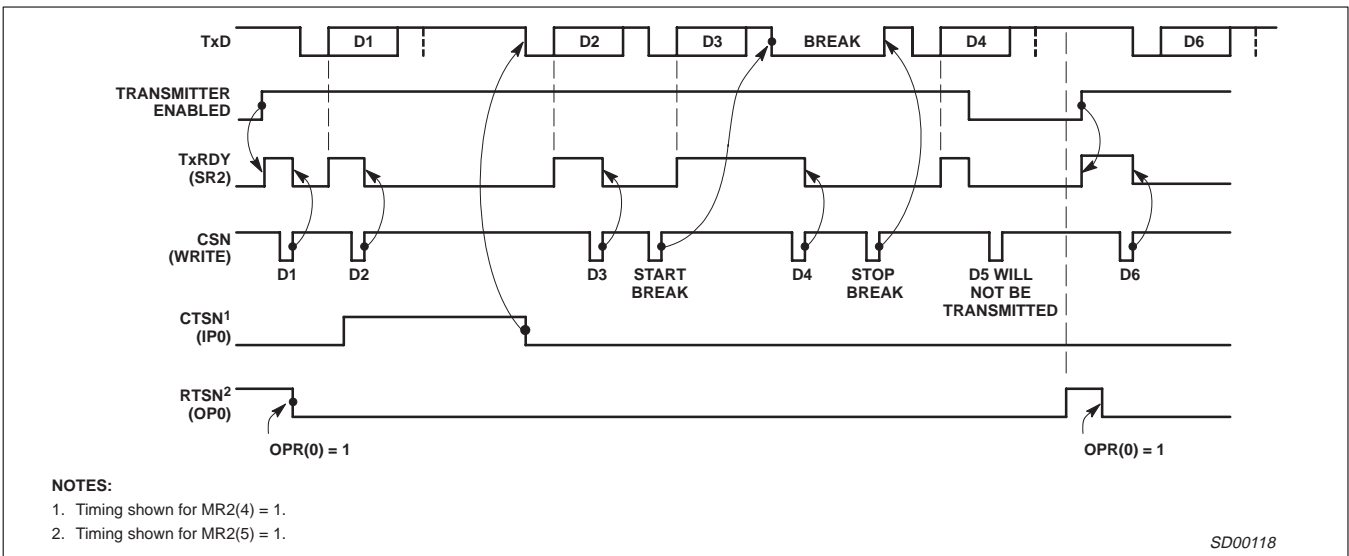 TxD
D1
D2
D3
BREAK
D4
D6
TRANSMITTER
ENABLED
TxRDY
(SR2)
CSN
(WRITE)
D1
D2
D3
START
BREAK
D4
STOP
BREAK
D5 WILL
NOT BE
TRANSMITTED
D6
CTSN1
(IP0)
RTSN2
(OP0)
OPR(0) = 1
OPR(0) = 1
NOTES:
1. Timing shown for MR2(4) = 1.
2. Timing shown for MR2(5) = 1.
SD00118